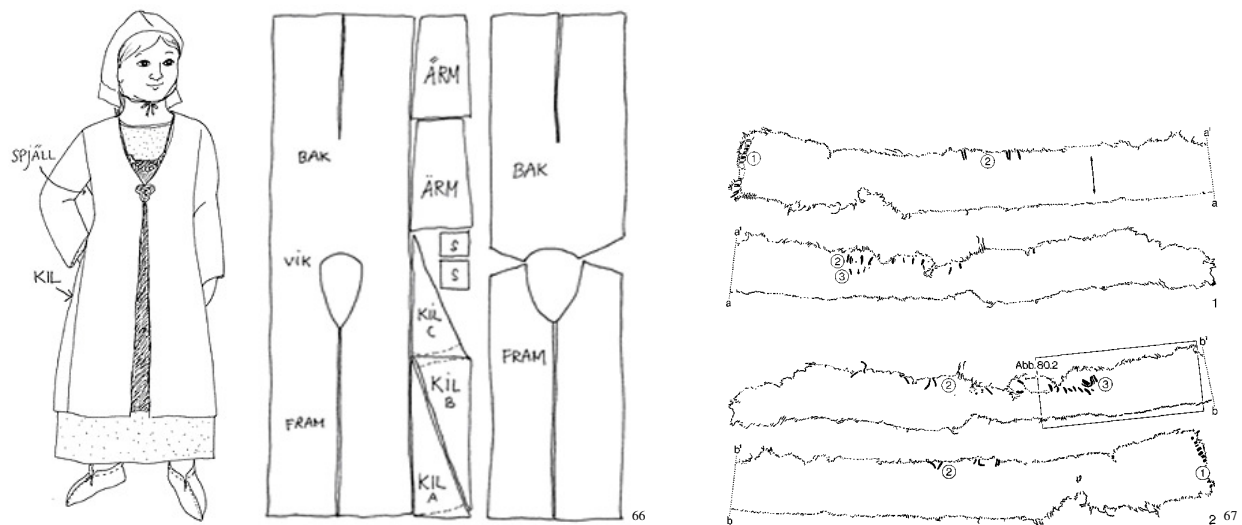 SPJÄLL
KIL
BAK
VIK
FRAM
ÄRM
ÄRM
S
S
KIL
C
KIL
B
KIL
A
BAK
FRAM
66
1
2
a'
a
a'
2
3
a
1
Abb.80.2
b'
2
3
b
b'
2
1
b
2
67